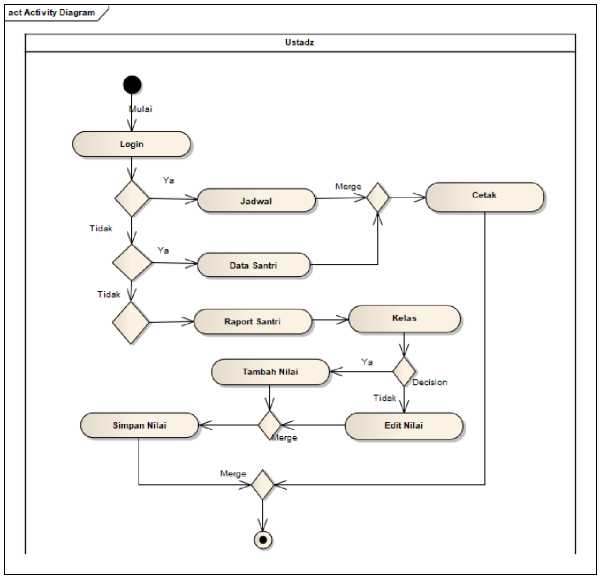 act Activity Diagram
Ustadz
Mulai
Login
Ya
Merge
Jadwal
Cetak
Tidak
Ya
Data Santri
Tidak
Raport Santri
Kelas
Ya
Tambah Nilai
Decision
Tidak
Simpan Nilai
Edit Nilai
Merge
Merge